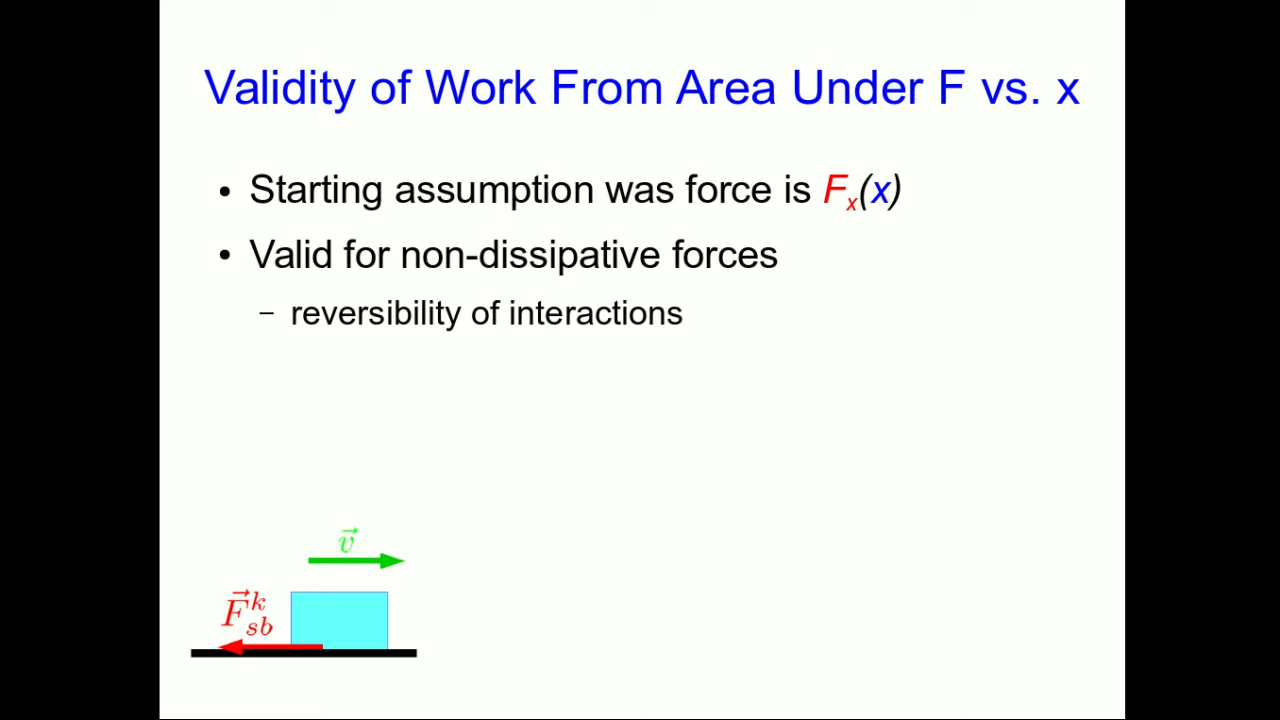 Validity of Work From Area Under F vs. x
• Starting assumption was force is Fₓ(x)
• Valid for non-dissipative forces
– reversibility of interactions
v⃗
F⃗ᵏ_sb